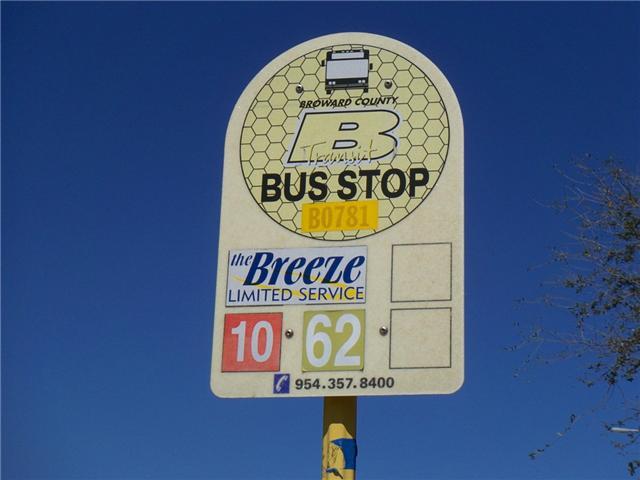 BROWARD COUNTY
B
Transit
BUS STOP
B0781
the Breeze
LIMITED SERVICE
10 62
954.357.8400